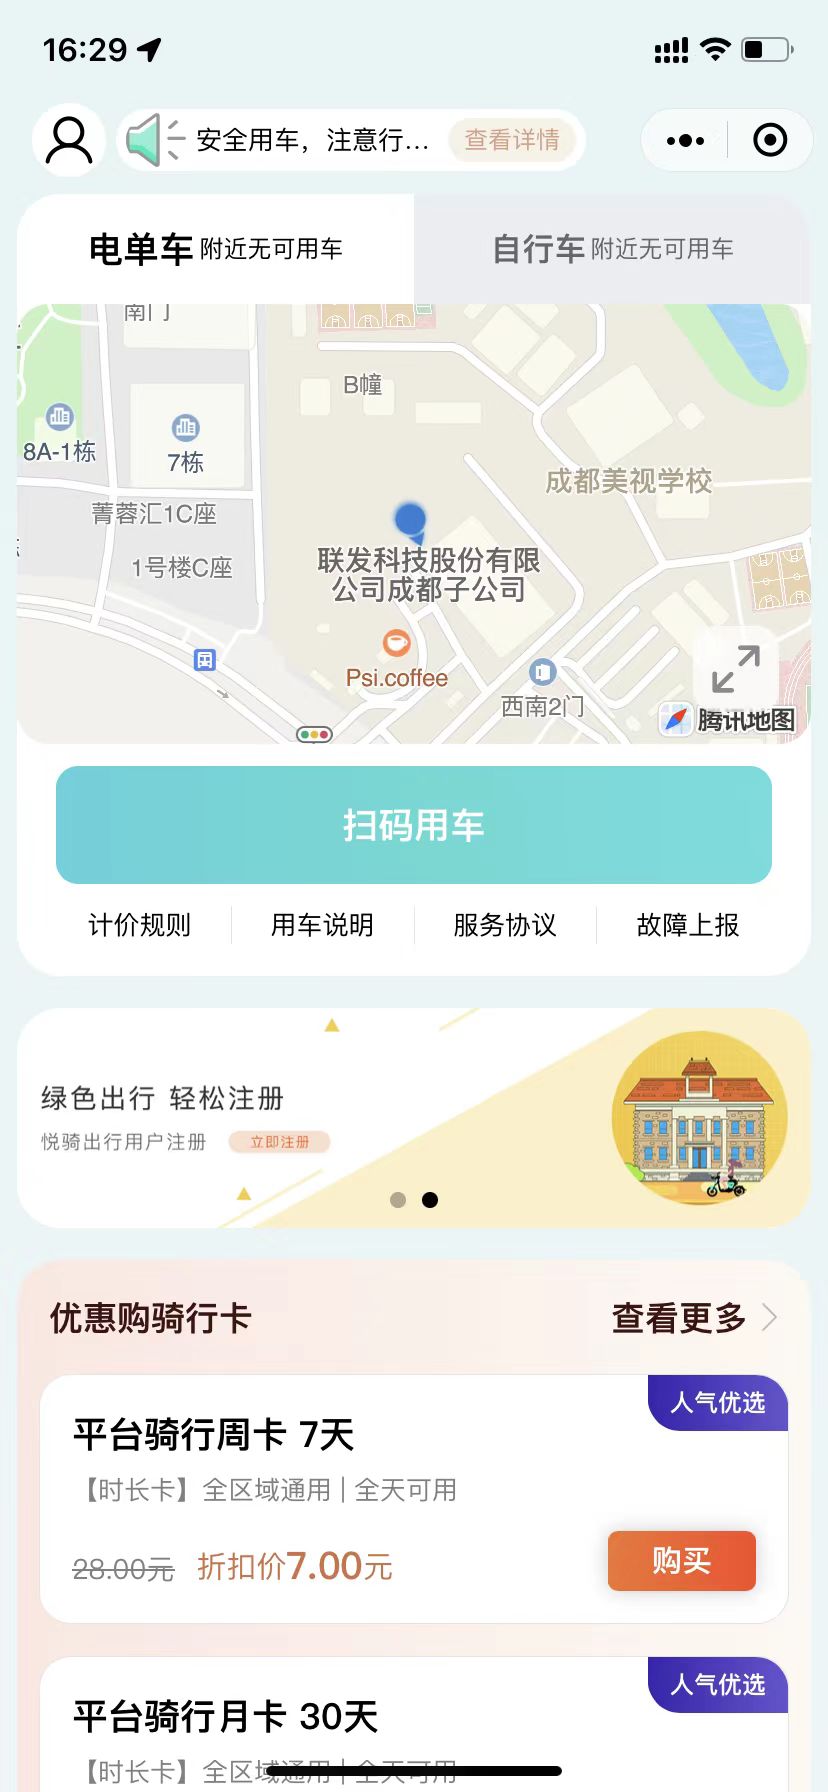 16:29
安全用车，注意行... 查看详情
电单车 附近无可用车
自行车 附近无可用车
南门
B幢
8A-1栋
7栋
成都美视学校
菁蓉汇1C座
1号楼C座
联发科技股份有限
公司成都子公司
Psi.coffee
西南2门
腾讯地图
扫码用车
计价规则 用车说明 服务协议 故障上报
绿色出行 轻松注册
悦骑出行用户注册 立即注册
优惠购骑行卡 查看更多
人气优选
平台骑行周卡 7天
【时长卡】全区域通用 | 全天可用
28.00元 折扣价7.00元 购买
人气优选
平台骑行月卡 30天
【时长卡】全区域通用 | 全天可用